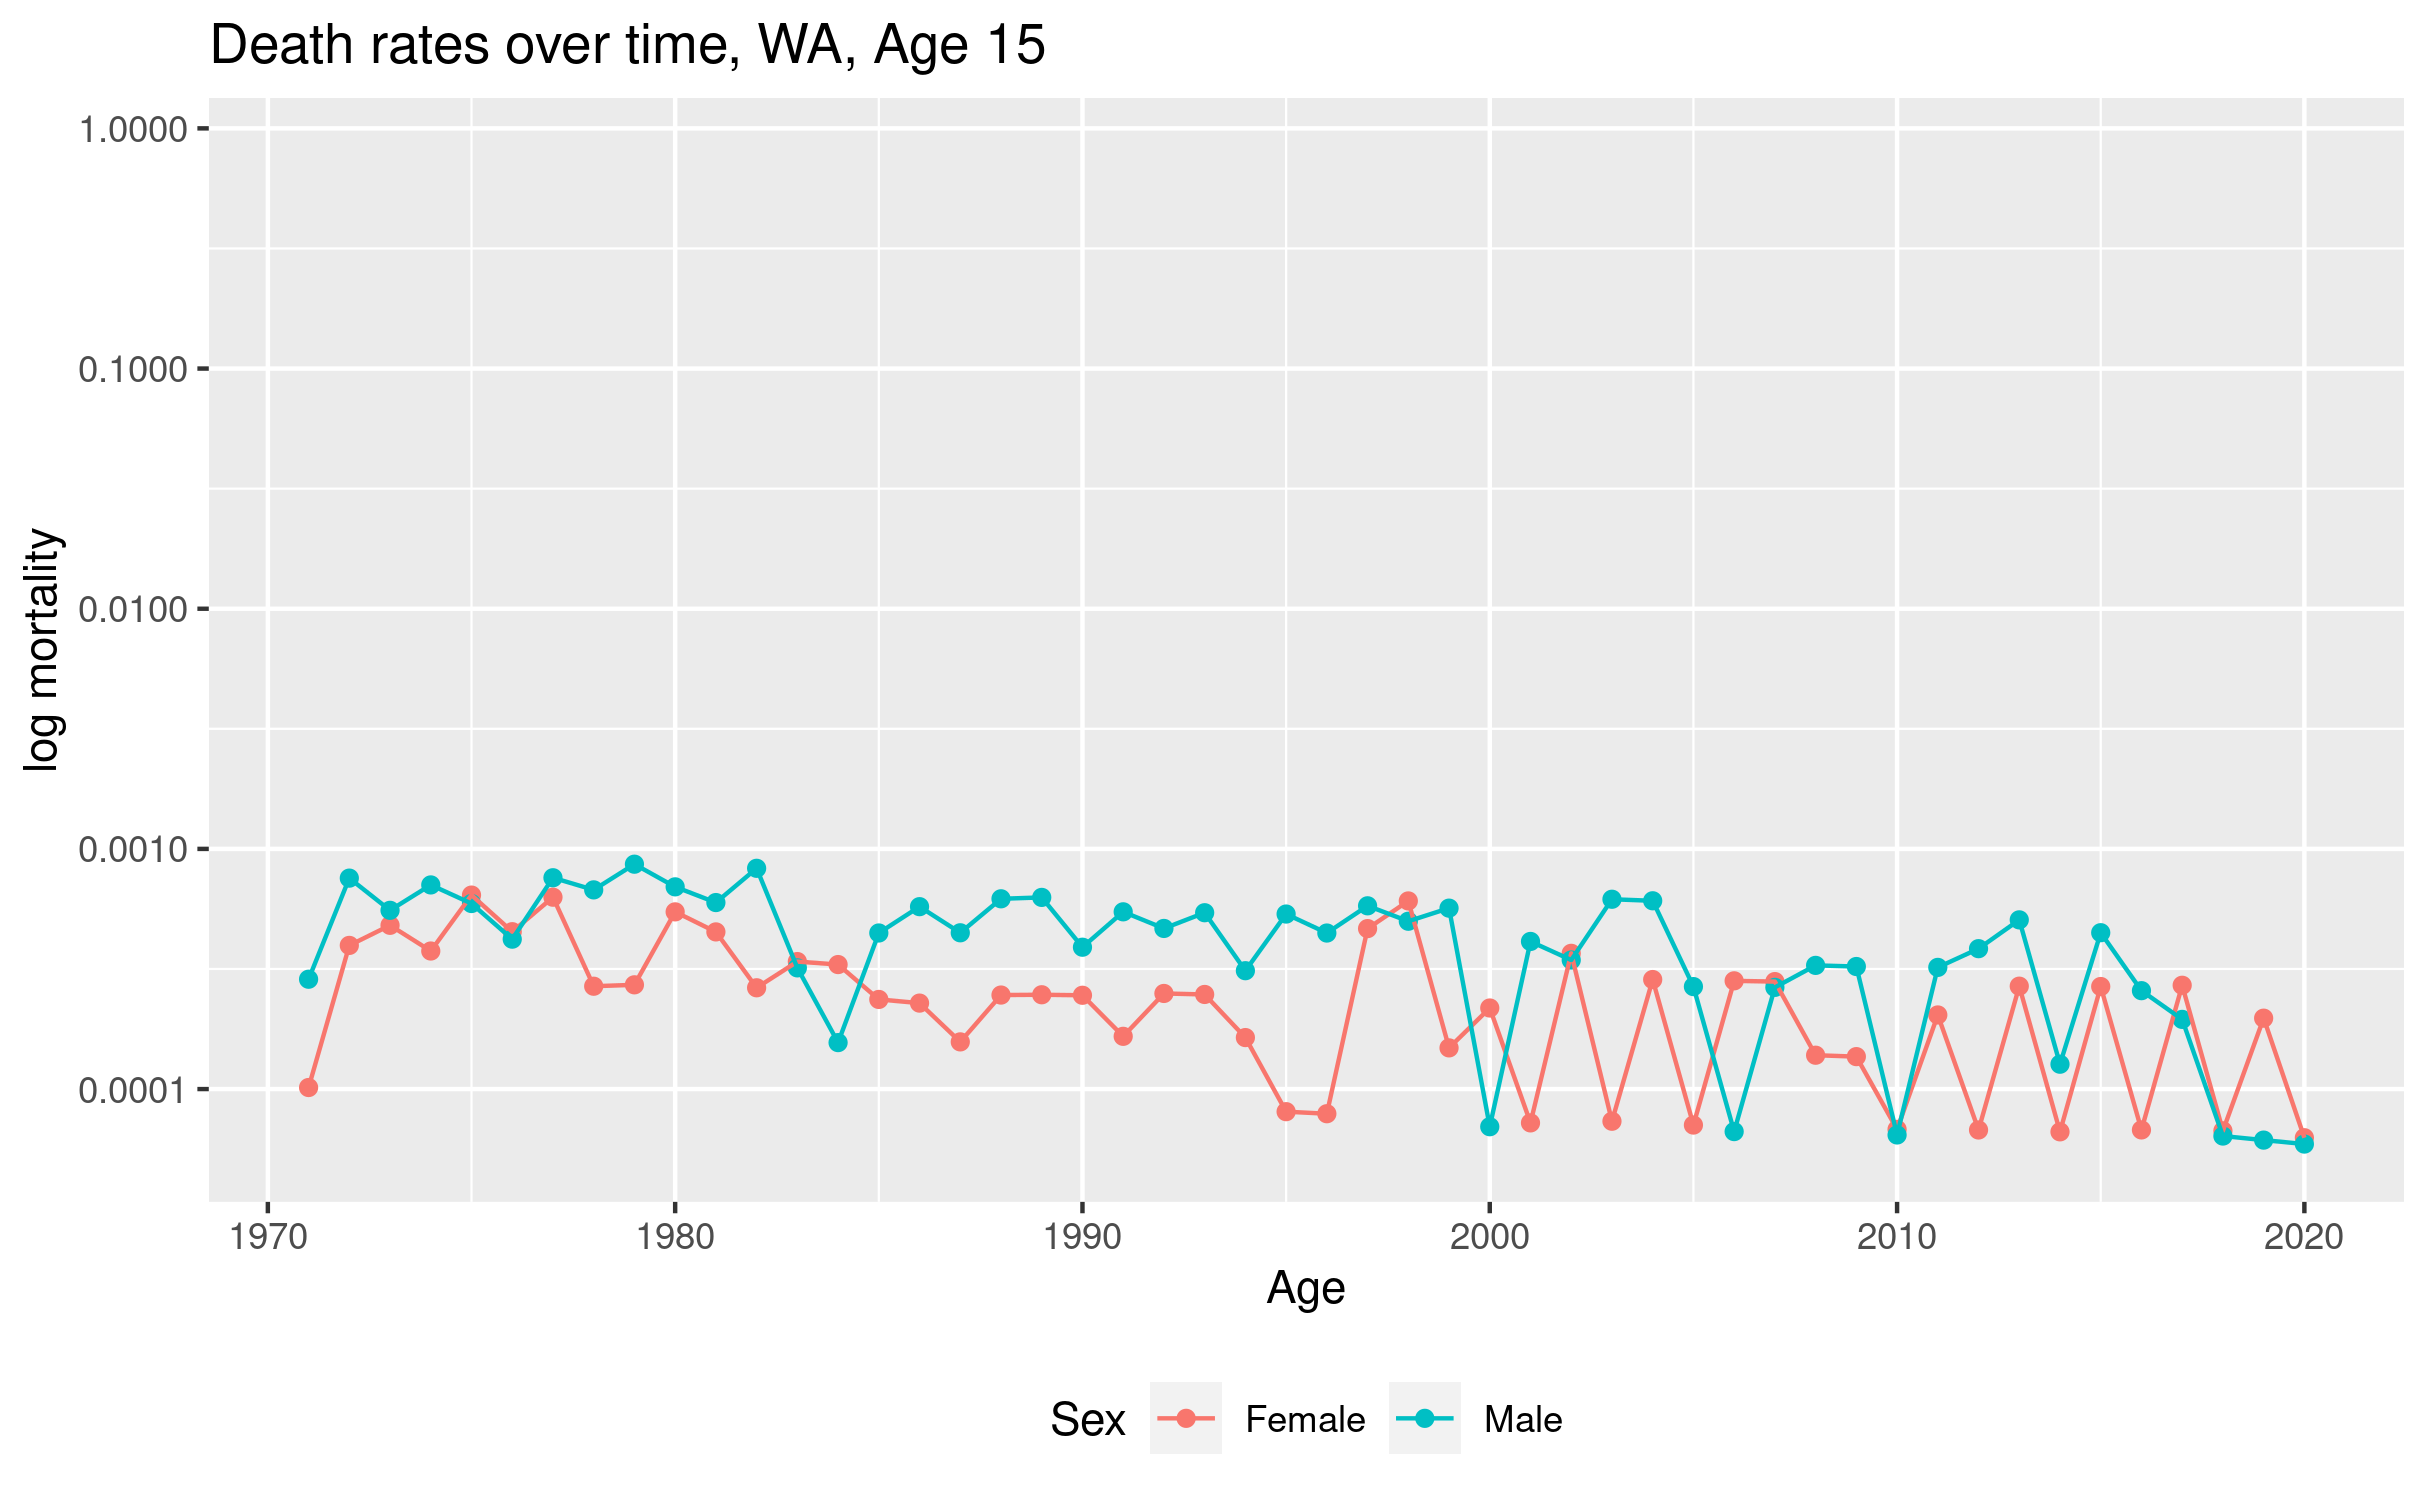 Death rates over time, WA, Age 15
log mortality
1.0000
0.1000
0.0100
0.0010
0.0001
1970 1980 1990 2000 2010 2020
Age
Sex Female Male